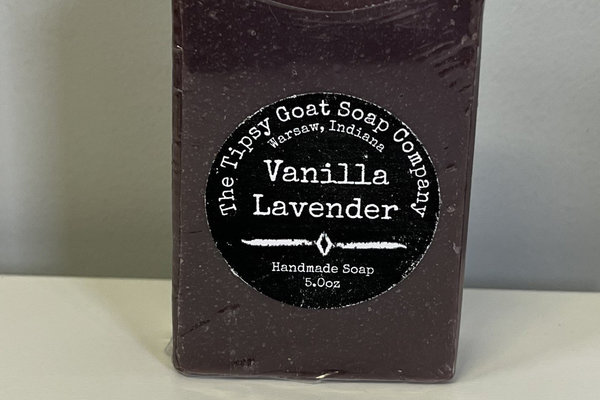 The Tipsy Goat Soap Company
Warsaw, Indiana
Vanilla
Lavender
Handmade Soap
5.0oz